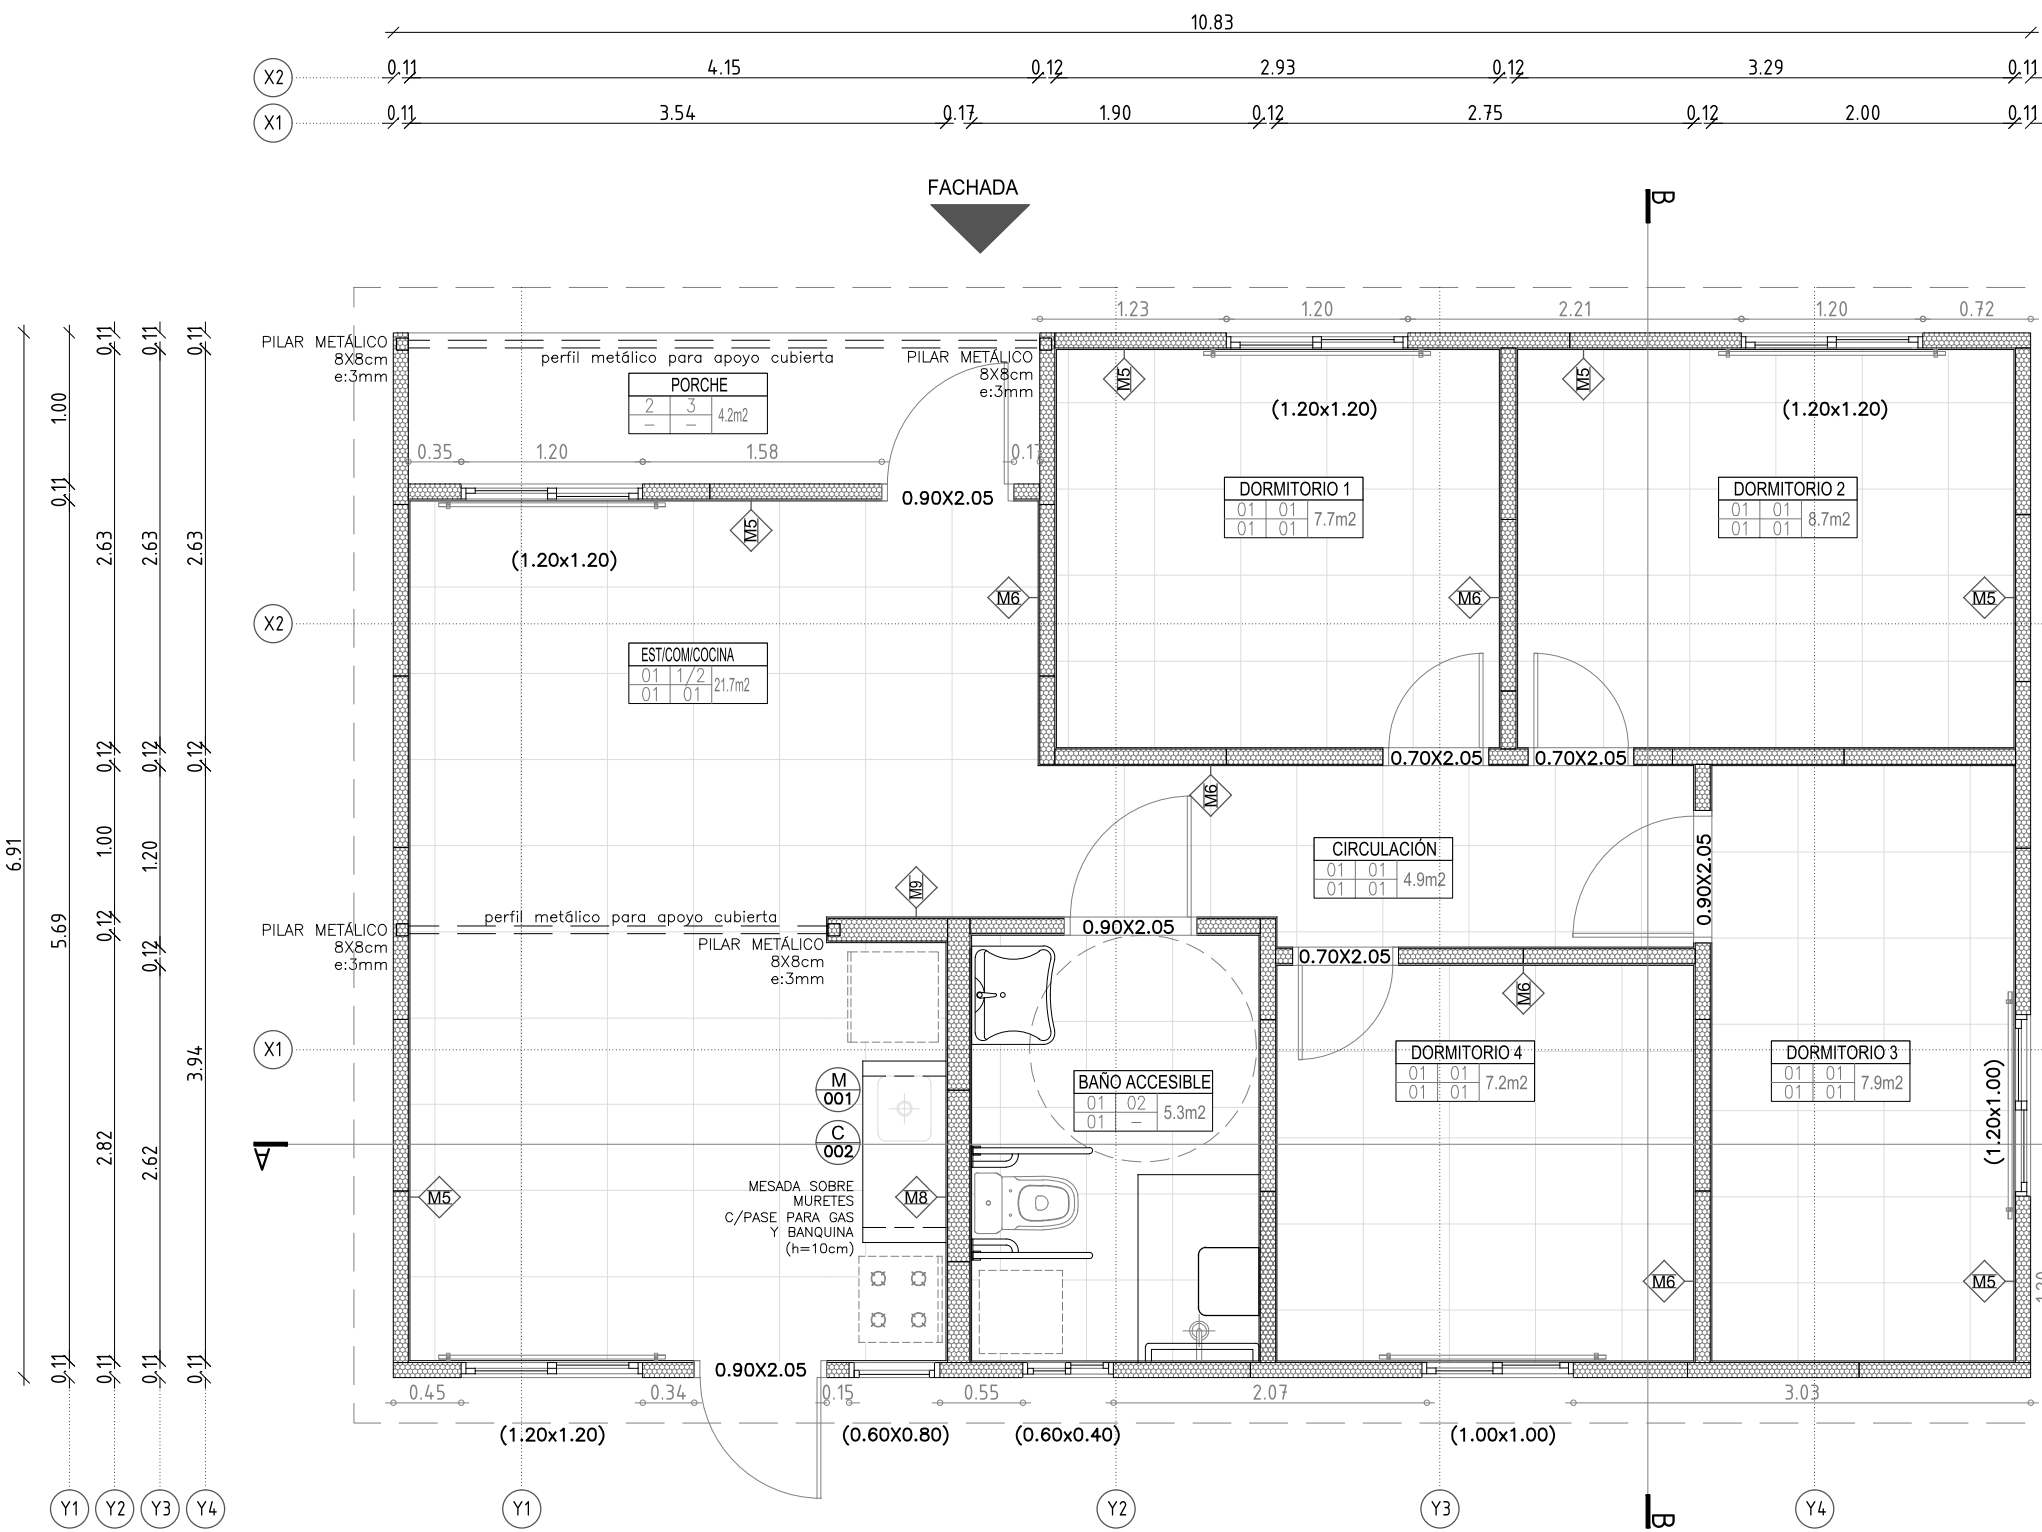 10.83
X2
0.11
4.15
0.12
2.93
0.12
3.29
0.11
X1
0.11
3.54
0.17
1.90
0.12
2.75
0.12
2.00
0.11
FACHADA
B
1.23
1.20
2.21
1.20
0.72
PILAR METÁLICO
8X8cm
e:3mm
perfil metálico para apoyo cubierta
PILAR METÁLICO
8X8cm
e:3mm
PORCHE
2 3
- -
4.2m2
0.35
1.20
1.58
0.17
0.90X2.05
M5
M5
M5
(1.20x1.20)
(1.20x1.20)
(1.20x1.20)
DORMITORIO 1
01 01
01 01
7.7m2
DORMITORIO 2
01 01
01 01
8.7m2
M6
M6
M5
X2
EST/COM/COCINA
01 1/2
01 01
21.7m2
0.70X2.05
0.70X2.05
M6
CIRCULACIÓN
01 01
01 01
4.9m2
0.90X2.05
M9
PILAR METÁLICO
8X8cm
e:3mm
perfil metálico para apoyo cubierta
PILAR METÁLICO
8X8cm
e:3mm
0.90X2.05
0.70X2.05
M6
X1
DORMITORIO 4
01 01
01 01
7.2m2
DORMITORIO 3
01 01
01 01
7.9m2
(1.20x1.00)
BAÑO ACCESIBLE
01 02
01 -
5.3m2
M
001
C
002
A
MESADA SOBRE
MURETES
C/PASE PARA GAS
Y BANQUINA
(h=10cm)
M5
M8
M6
M5
1.20
0.90X2.05
0.45
0.34
0.15
0.55
2.07
3.03
(1.20x1.20)
(0.60X0.80)
(0.60x0.40)
(1.00x1.00)
6.91
1.00
0.11
5.69
0.11
0.11
2.63
0.12
1.00
0.12
2.82
0.11
0.11
2.63
0.12
1.20
0.12
2.62
0.11
0.11
2.63
0.12
3.94
0.11
Y1
Y2
Y3
Y4
Y1
Y2
Y3
B
Y4